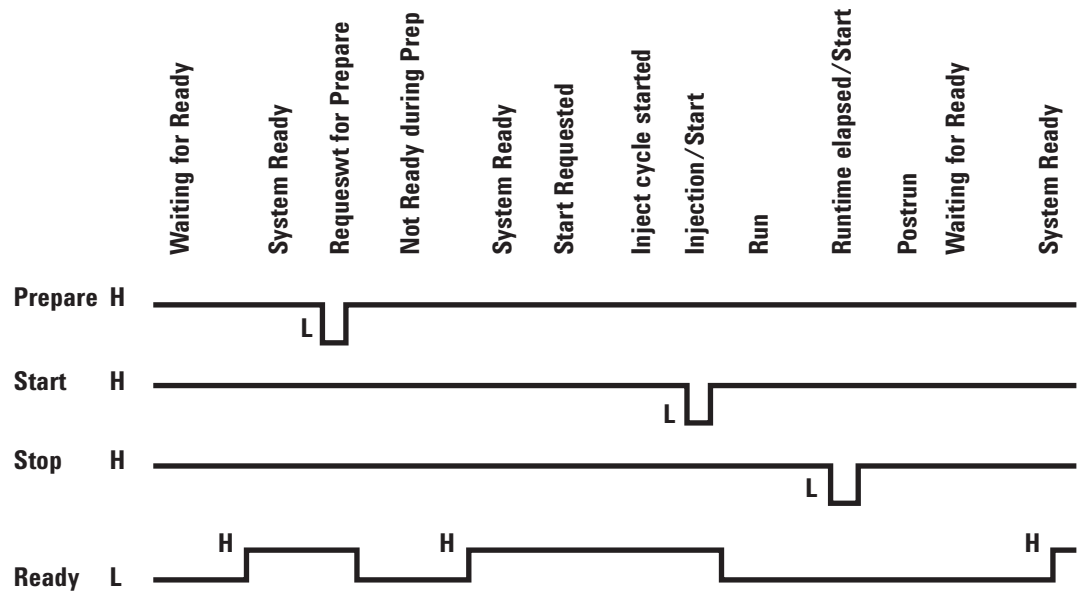 Waiting for Ready
System Ready
Requeswt for Prepare
Not Ready during Prep
System Ready
Start Requested
Inject cycle started
Injection/Start
Run
Runtime elapsed/Start
Postrun
Waiting for Ready
System Ready
Prepare H
L
Start H
L
Stop H
L
H H H
Ready L